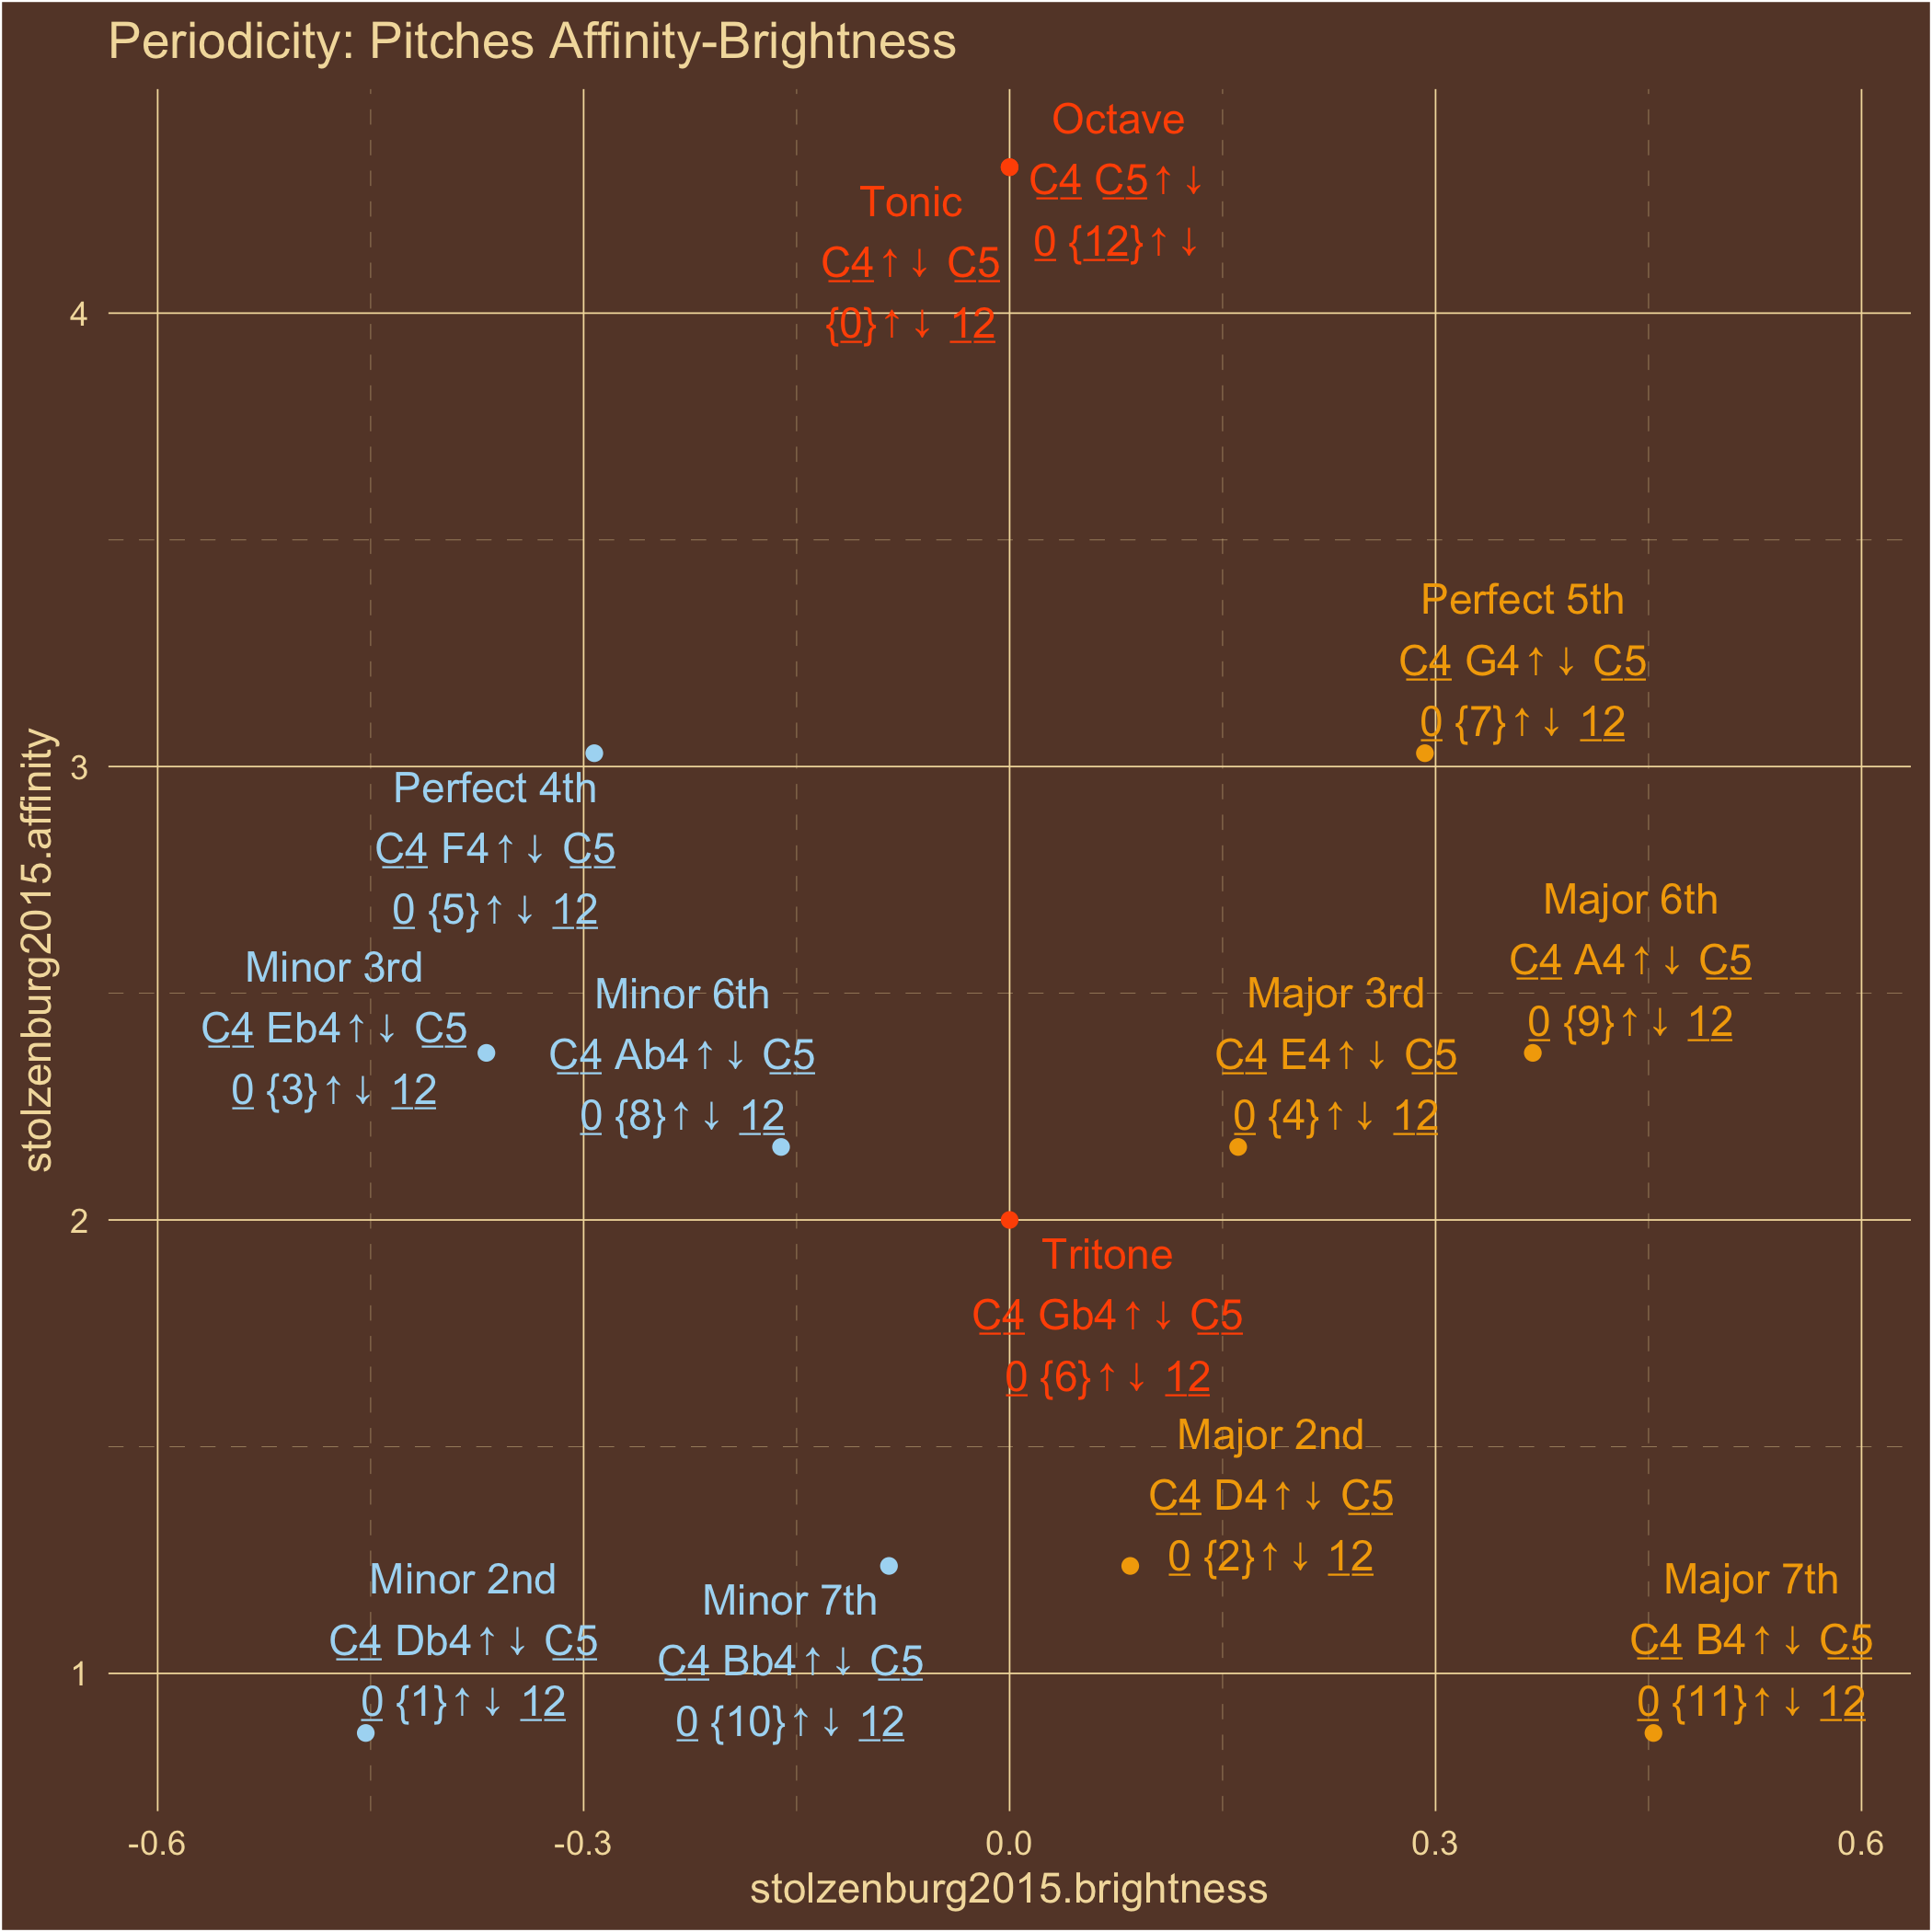 Periodicity: Pitches Affinity-Brightness
Octave
C4 C5↑↓
0 {12}↑↓
Tonic
C4↑↓ C5
{0}↑↓ 12
4
Perfect 5th
C4 G4↑↓ C5
0 {7}↑↓ 12
3
Perfect 4th
C4 F4↑↓ C5
0 {5}↑↓ 12
Major 6th
C4 A4↑↓ C5
0 {9}↑↓ 12
Minor 3rd
C4 Eb4↑↓ C5
0 {3}↑↓ 12
Minor 6th
C4 Ab4↑↓ C5
0 {8}↑↓ 12
Major 3rd
C4 E4↑↓ C5
0 {4}↑↓ 12
stolzenburg2015.affinity
2
Tritone
C4 Gb4↑↓ C5
0 {6}↑↓ 12
Major 2nd
C4 D4↑↓ C5
0 {2}↑↓ 12
Minor 2nd
C4 Db4↑↓ C5
0 {1}↑↓ 12
Minor 7th
C4 Bb4↑↓ C5
0 {10}↑↓ 12
Major 7th
C4 B4↑↓ C5
0 {11}↑↓ 12
1
-0.6 -0.3 0.0 0.3 0.6
stolzenburg2015.brightness